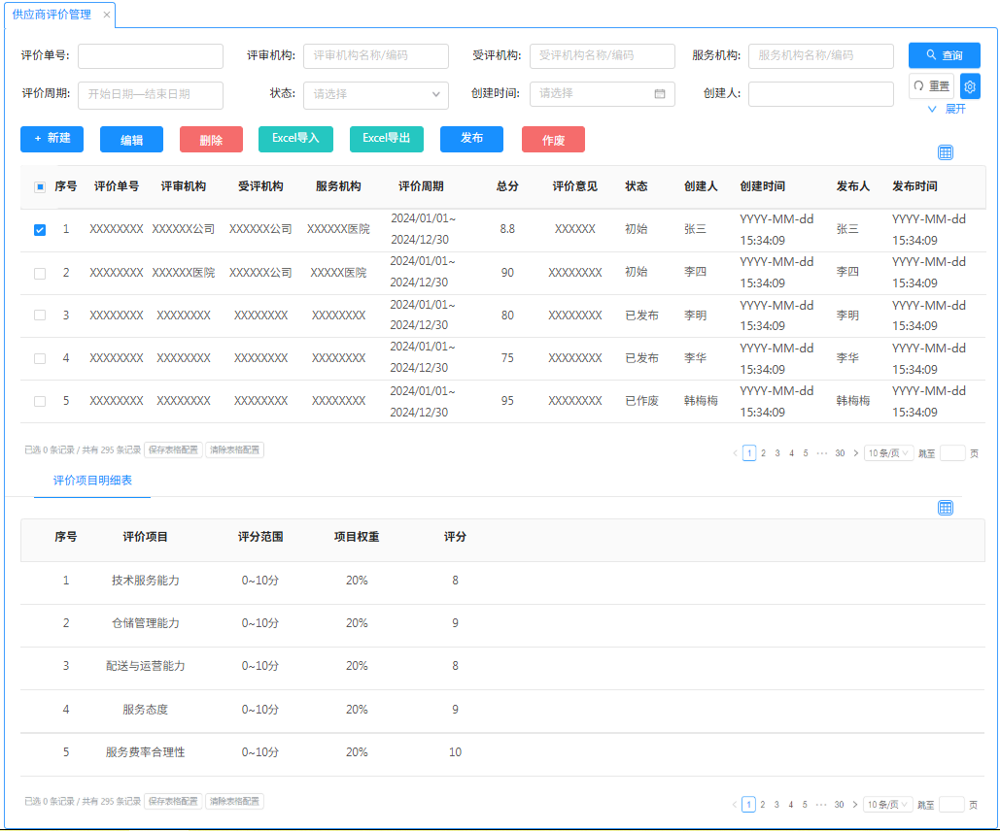 供应商评价管理 ×
评价单号: 评审机构: 评审机构名称/编码 受评机构: 受评机构名称/编码 服务机构: 服务机构名称/编码 查询
评价周期: 开始日期—结束日期 状态: 请选择 创建时间: 请选择 创建人: 重置
展开
+ 新建 编辑 删除 Excel导入 Excel导出 发布 作废
序号 评价单号 评审机构 受评机构 服务机构 评价周期 总分 评价意见 状态 创建人 创建时间 发布人 发布时间
1 XXXXXXXX XXXXXX公司 XXXXXX公司 XXXXXX医院 2024/01/01~ 8.8 XXXXXX 初始 张三 YYYY-MM-dd 张三 YYYY-MM-dd
2024/12/30 15:34:09 15:34:09
2 XXXXXXXX XXXXXX医院 XXXXXX公司 XXXXX医院 2024/01/01~ 90 XXXXXXXX 初始 李四 YYYY-MM-dd 李四 YYYY-MM-dd
2024/12/30 15:34:09 15:34:09
3 XXXXXXXX XXXXXXXX XXXXXXXX XXXXXXXX 2024/01/01~ 80 XXXXXXXX 已发布 李明 YYYY-MM-dd 李明 YYYY-MM-dd
2024/12/30 15:34:09 15:34:09
4 XXXXXXXX XXXXXXXX XXXXXXXX XXXXXXXX 2024/01/01~ 75 XXXXXXXX 已发布 李华 YYYY-MM-dd 李华 YYYY-MM-dd
2024/12/30 15:34:09 15:34:09
5 XXXXXXXX XXXXXXXX XXXXXXXX XXXXXXXX 2024/01/01~ 95 XXXXXXXX 已作废 韩梅梅 YYYY-MM-dd 韩梅梅 YYYY-MM-dd
2024/12/30 15:34:09 15:34:09
已选 0 条记录 / 共有 295 条记录 保存表格配置 清除表格配置 < 1 2 3 4 5 ··· 30 > 10 条/页 跳至 页
评价项目明细表
序号 评价项目 评分范围 项目权重 评分
1 技术服务能力 0~10分 20% 8
2 仓储管理能力 0~10分 20% 9
3 配送与运营能力 0~10分 20% 8
4 服务态度 0~10分 20% 9
5 服务费率合理性 0~10分 20% 10
已选 0 条记录 / 共有 295 条记录 保存表格配置 清除表格配置 < 1 2 3 4 5 ··· 30 > 10 条/页 跳至 页